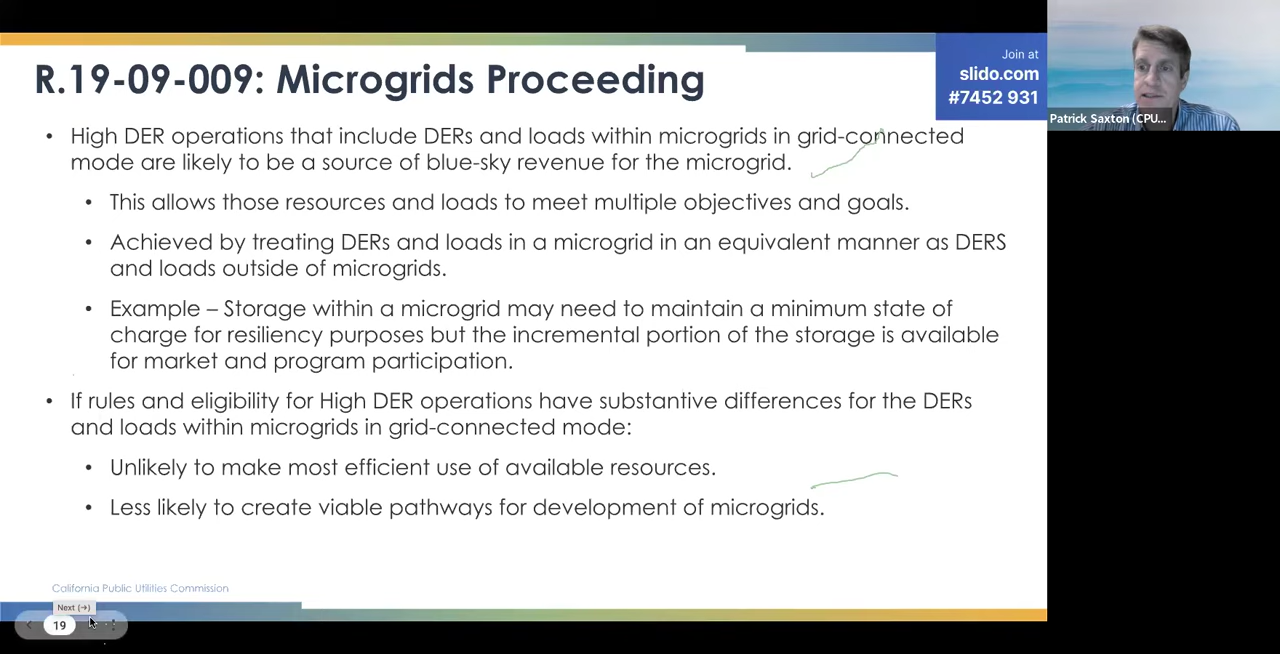 Join at
slido.com
#7452 931
R.19-09-009: Microgrids Proceeding
• High DER operations that include DERs and loads within microgrids in grid-connected
mode are likely to be a source of blue-sky revenue for the microgrid.
• This allows those resources and loads to meet multiple objectives and goals.
• Achieved by treating DERs and loads in a microgrid in an equivalent manner as DERS
and loads outside of microgrids.
• Example – Storage within a microgrid may need to maintain a minimum state of
charge for resiliency purposes but the incremental portion of the storage is available
for market and program participation.
• If rules and eligibility for High DER operations have substantive differences for the DERs
and loads within microgrids in grid-connected mode:
• Unlikely to make most efficient use of available resources.
• Less likely to create viable pathways for development of microgrids.
California Public Utilities Commission
Next (→)
19
Patrick Saxton (CPU...